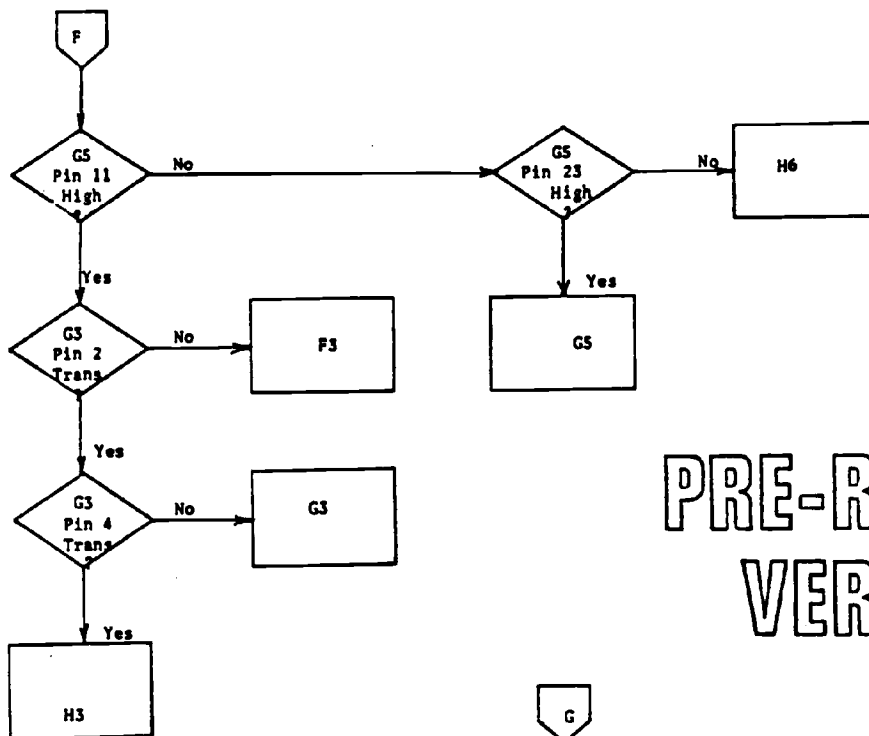 F
G5
Pin 11
High
?
No
G5
Pin 23
High
?
No
H6
Yes
Yes
G3
Pin 2
Trans
?
No
F3
G5
Yes
G3
Pin 4
Trans
?
No
G3
PRE-R
VER
Yes
H3
G